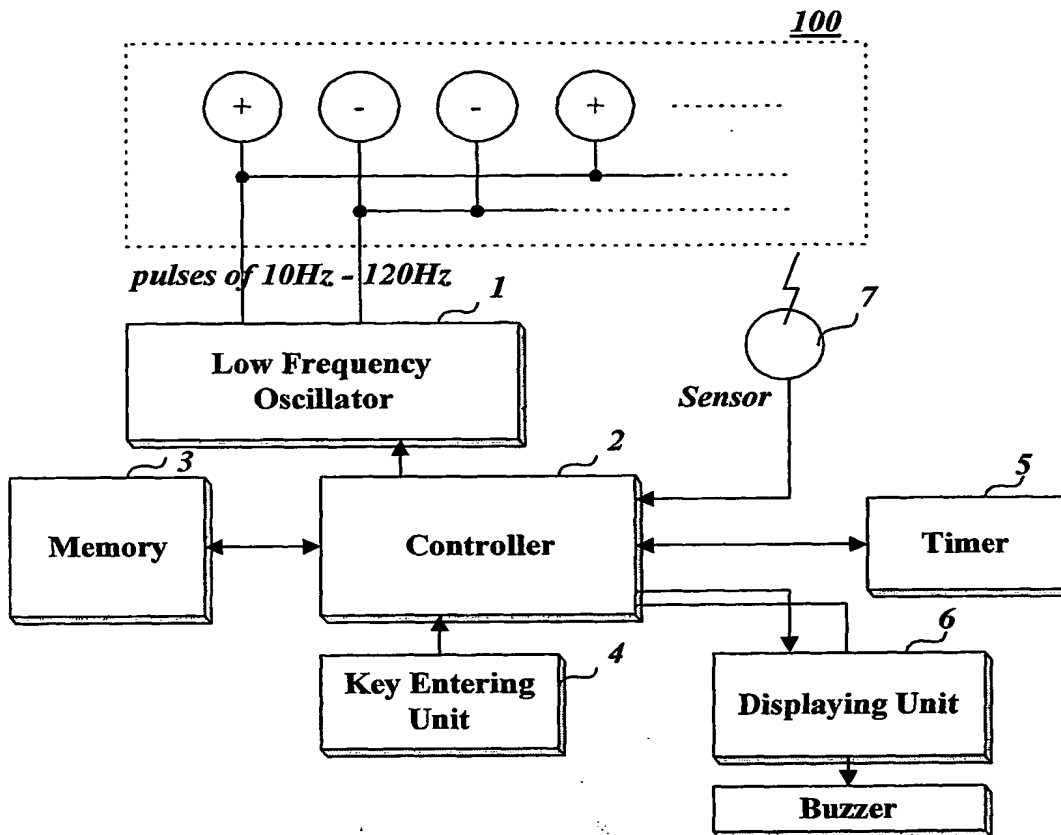 100
+ - - +
pulses of 10Hz - 120Hz
1
Low Frequency
Oscillator
7
Sensor
3
2
5
Memory
Controller
Timer
4
Key Entering
Unit
6
Displaying Unit
Buzzer